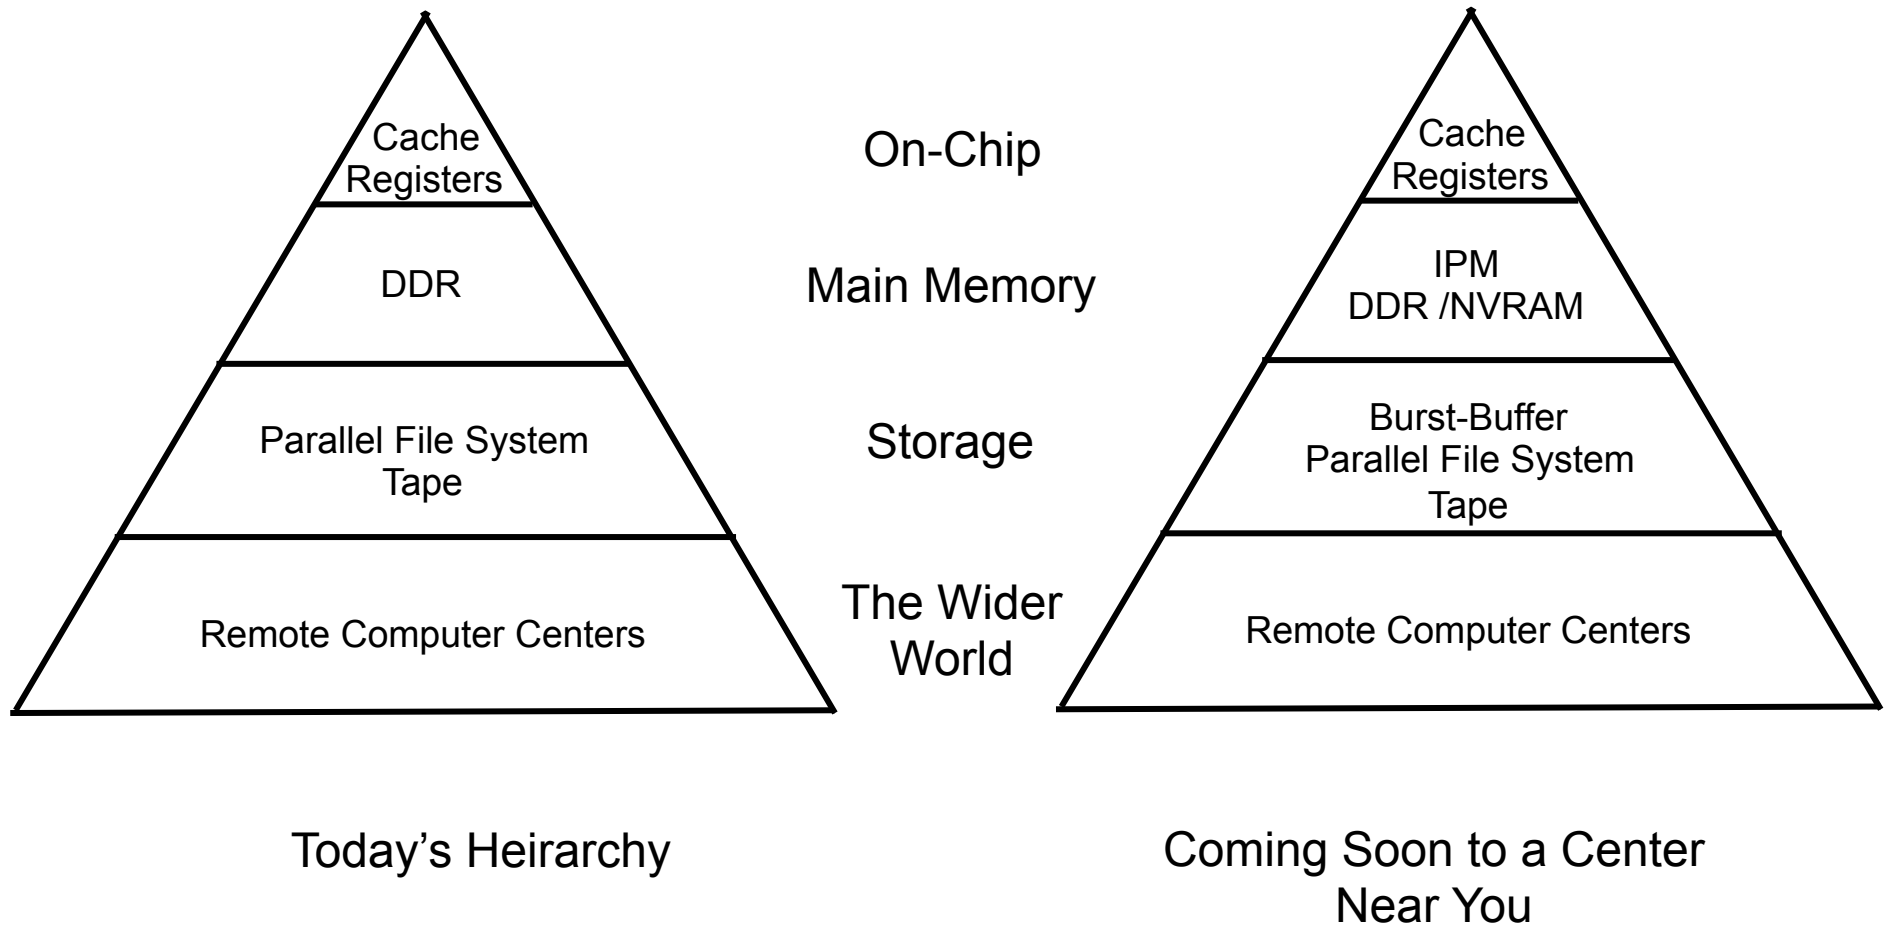 Cache
Registers
DDR
Parallel File System
Tape
Remote Computer Centers
On-Chip
Main Memory
Storage
The Wider
World
Cache
Registers
IPM
DDR /NVRAM
Burst-Buffer
Parallel File System
Tape
Remote Computer Centers
Today’s Heirarchy
Coming Soon to a Center
Near You